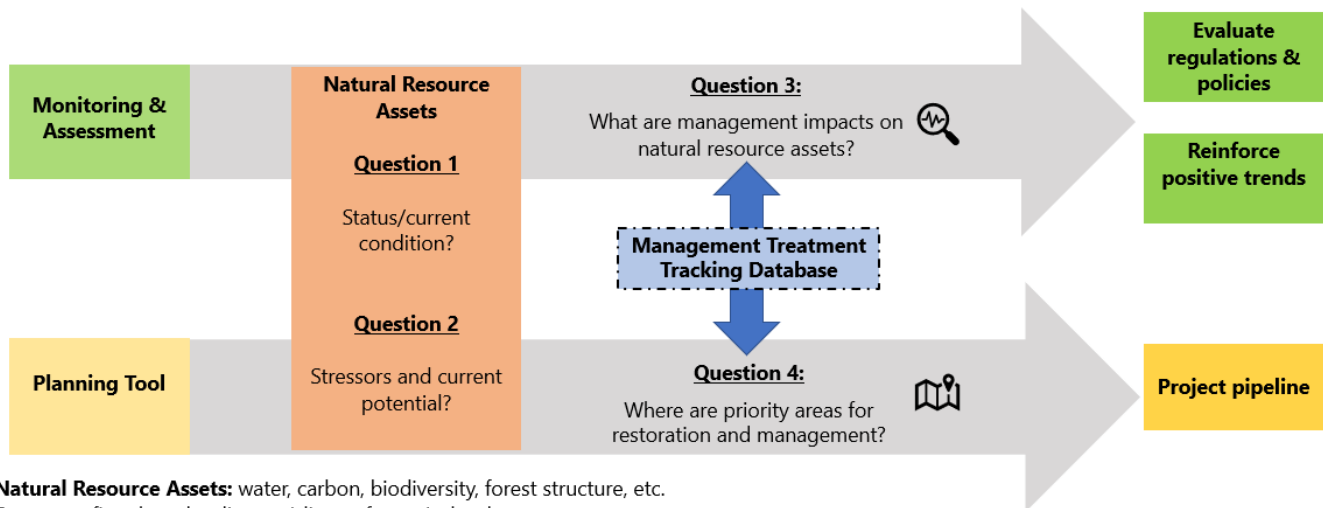 Monitoring &
Assessment
Natural Resource
Assets
Question 1
Status/current
condition?
Question 2
Stressors and current
potential?
Question 3:
What are management impacts on
natural resource assets?
Management Treatment
Tracking Database
Question 4:
Where are priority areas for
restoration and management?
Evaluate
regulations &
policies
Reinforce
positive trends
Planning Tool
Project pipeline
Natural Resource Assets: water, carbon, biodiversity, forest structure, etc.